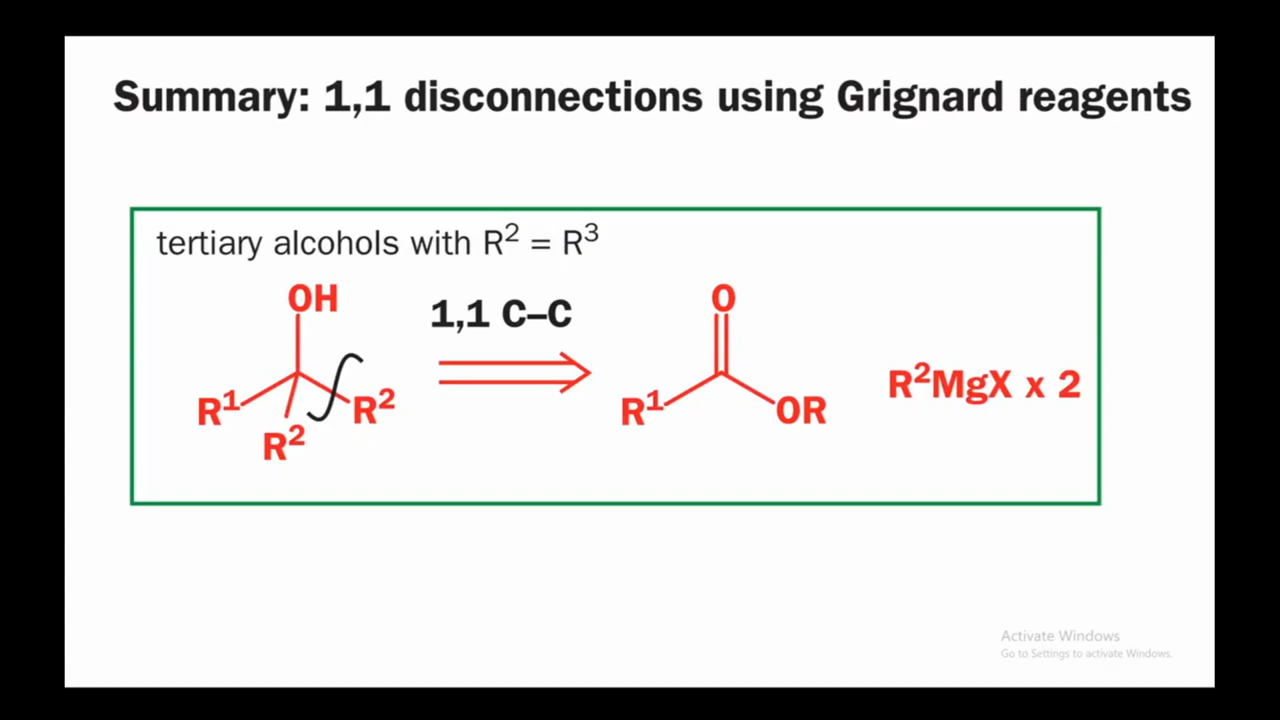 Summary: 1,1 disconnections using Grignard reagents
tertiary alcohols with R² = R³
OH
R¹
R²
R²
1,1 C–C
O
R¹
OR
R²MgX x 2
Activate Windows
Go to Settings to activate Windows.